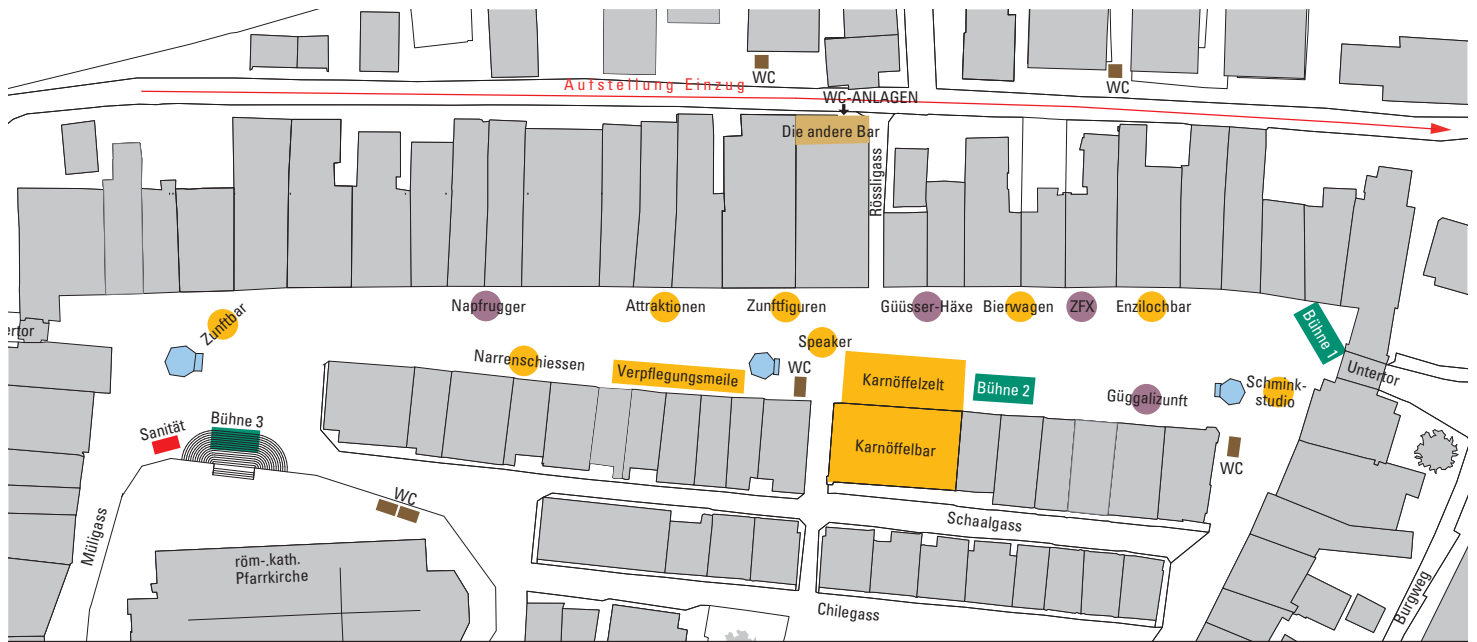 Aufstellung Einzug
WC
WC
WC-ANLAGEN
Die andere Bar
Rössligass
Napfrugger
Attraktionen
Zunftfiguren
Güüsser-Häxe
Bierwagen
ZFX
Enzilochbar
Zunftbar
ertor
Speaker
Bühne 1
Narrenschiessen
Verpflegungsmeile
WC
Karnöffelzelt
Bühne 2
Güggalizunft
Schmink-
studio
Untertor
Sanität
Bühne 3
Karnöffelbar
WC
WC
Schaalgass
Müligass
röm-.kath.
Pfarrkirche
Chilegass
Burgweg